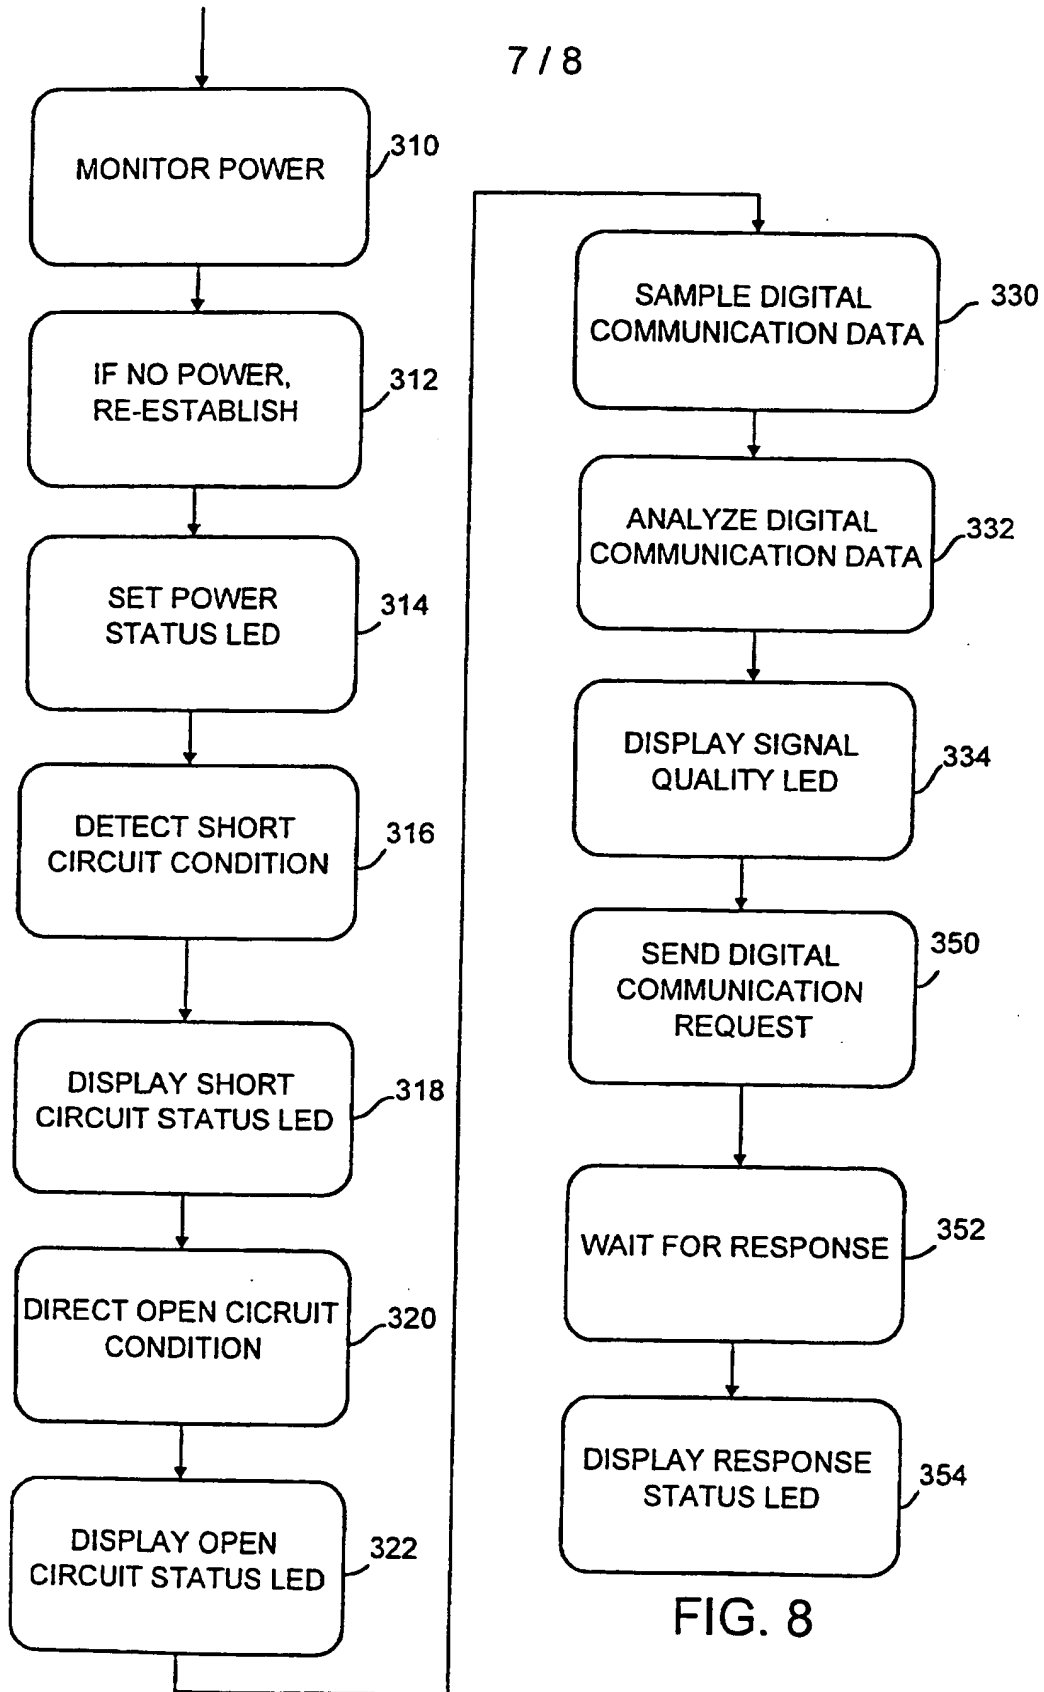 7 / 8
MONITOR POWER
310
IF NO POWER,
RE-ESTABLISH
312
SET POWER
STATUS LED
314
DETECT SHORT
CIRCUIT CONDITION
316
DISPLAY SHORT
CIRCUIT STATUS LED
318
DIRECT OPEN CICRUIT
CONDITION
320
DISPLAY OPEN
CIRCUIT STATUS LED
322
SAMPLE DIGITAL
COMMUNICATION DATA
330
ANALYZE DIGITAL
COMMUNICATION DATA
332
DISPLAY SIGNAL
QUALITY LED
334
SEND DIGITAL
COMMUNICATION
REQUEST
350
WAIT FOR RESPONSE
352
DISPLAY RESPONSE
STATUS LED
354
FIG. 8